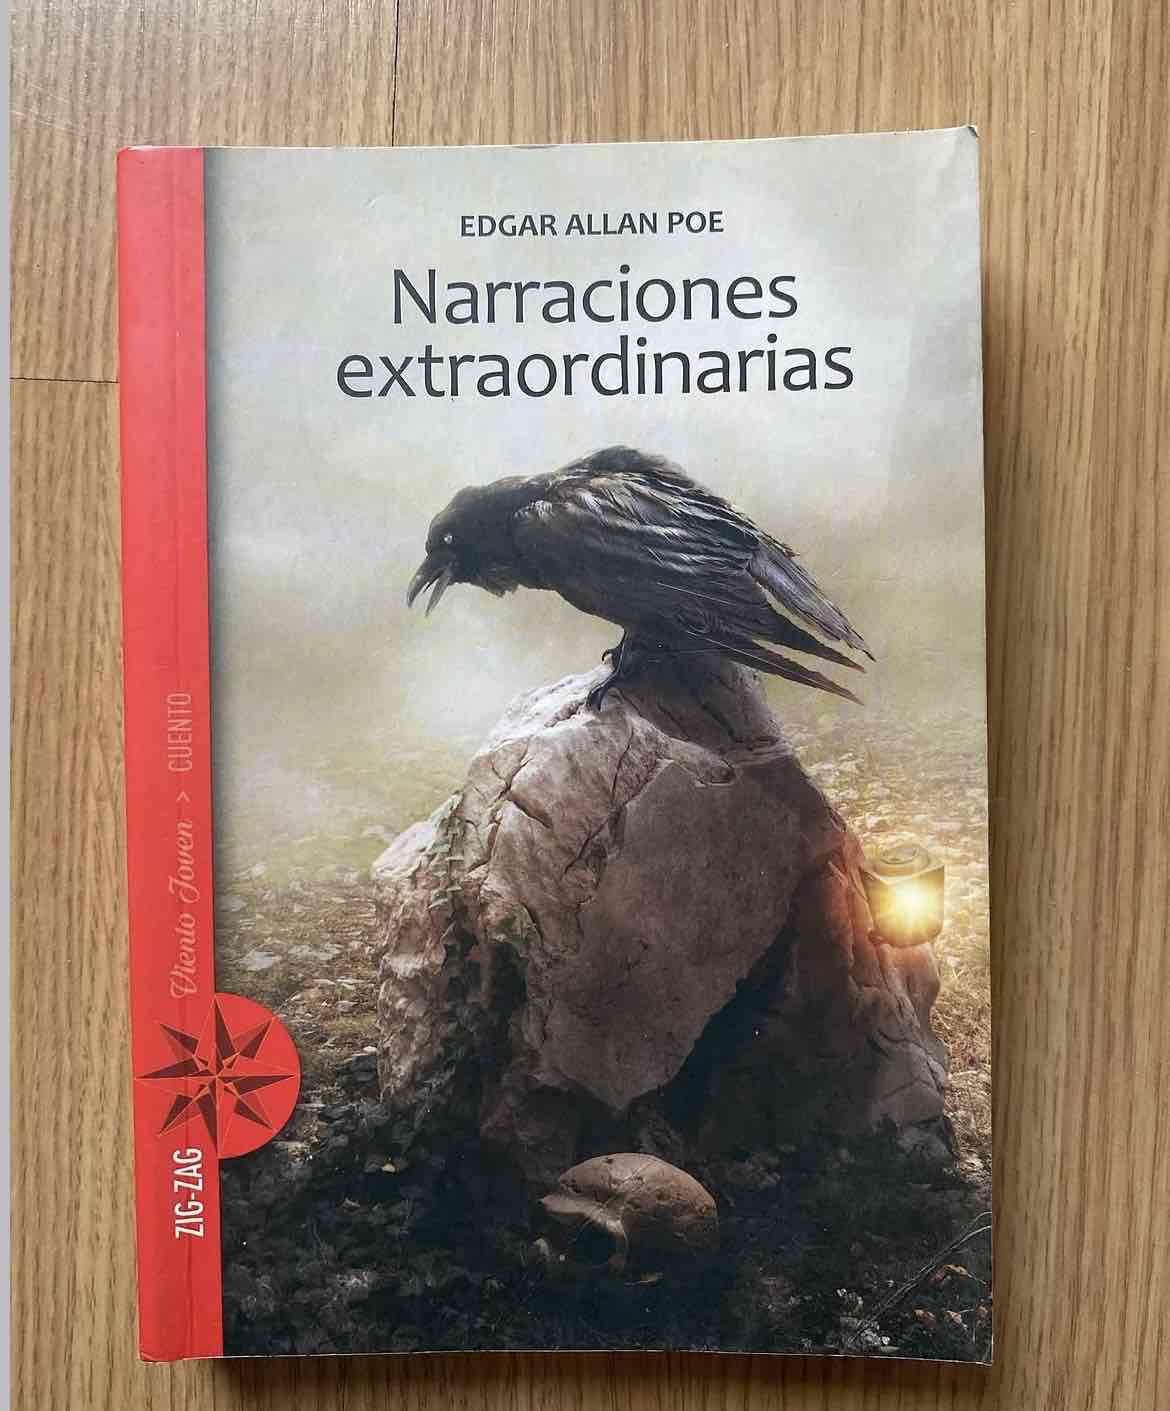 EDGAR ALLAN POE
Narraciones
extraordinarias
Viento Joven > CUENTO
ZIG-ZAG